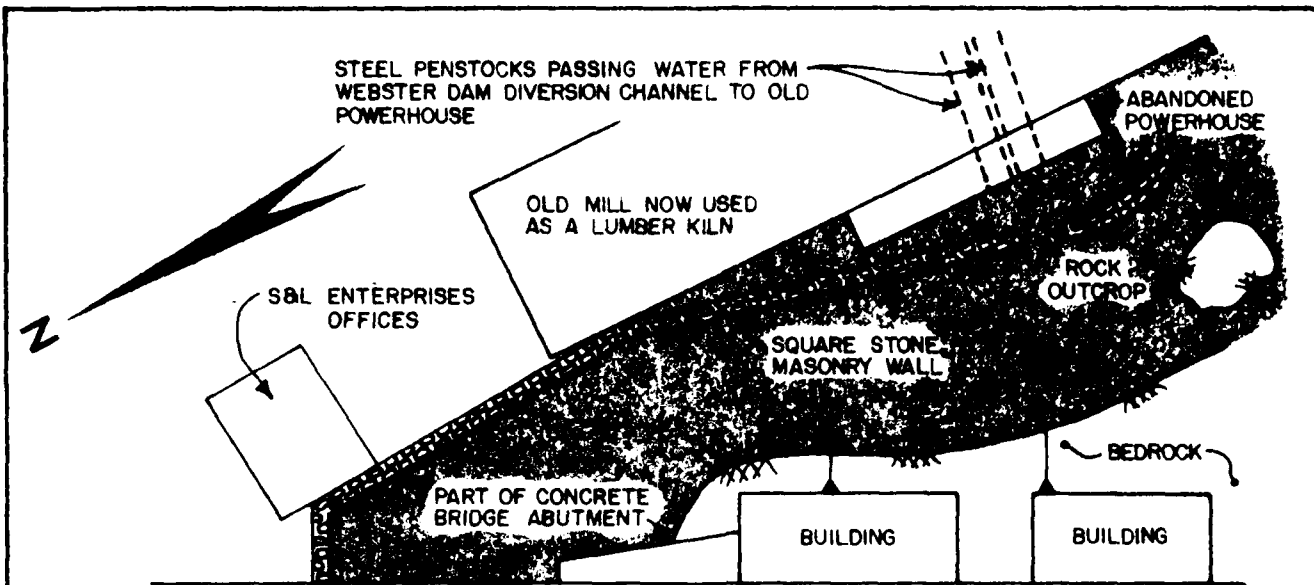 STEEL PENSTOCKS PASSING WATER FROM
WEBSTER DAM DIVERSION CHANNEL TO OLD
POWERHOUSE
ABANDONED
POWERHOUSE
OLD MILL NOW USED
AS A LUMBER KILN
N
S&L ENTERPRISES
OFFICES
ROCK
OUTCROP
SQUARE STONE
MASONRY WALL
BEDROCK
PART OF CONCRETE
BRIDGE ABUTMENT
BUILDING
BUILDING